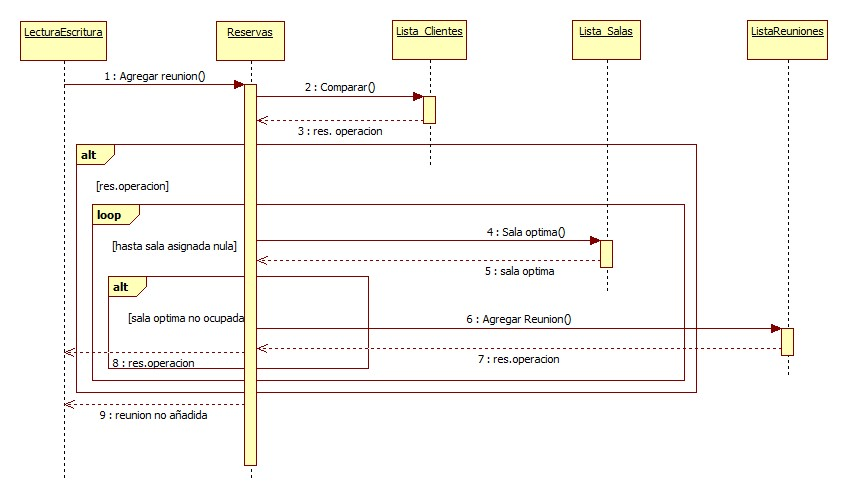 LecturaEscritura
Reservas
Lista_Clientes
Lista_Salas
ListaReuniones
1 : Agregar reunion()
2 : Comparar()
3 : res. operacion
alt
[res.operacion]
loop
4 : Sala optima()
[hasta sala asignada nula]
5 : sala optima
alt
[sala optima no ocupada
6 : Agregar Reunion()
7 : res.operacion
8 : res.operacion
9 : reunion no añadida